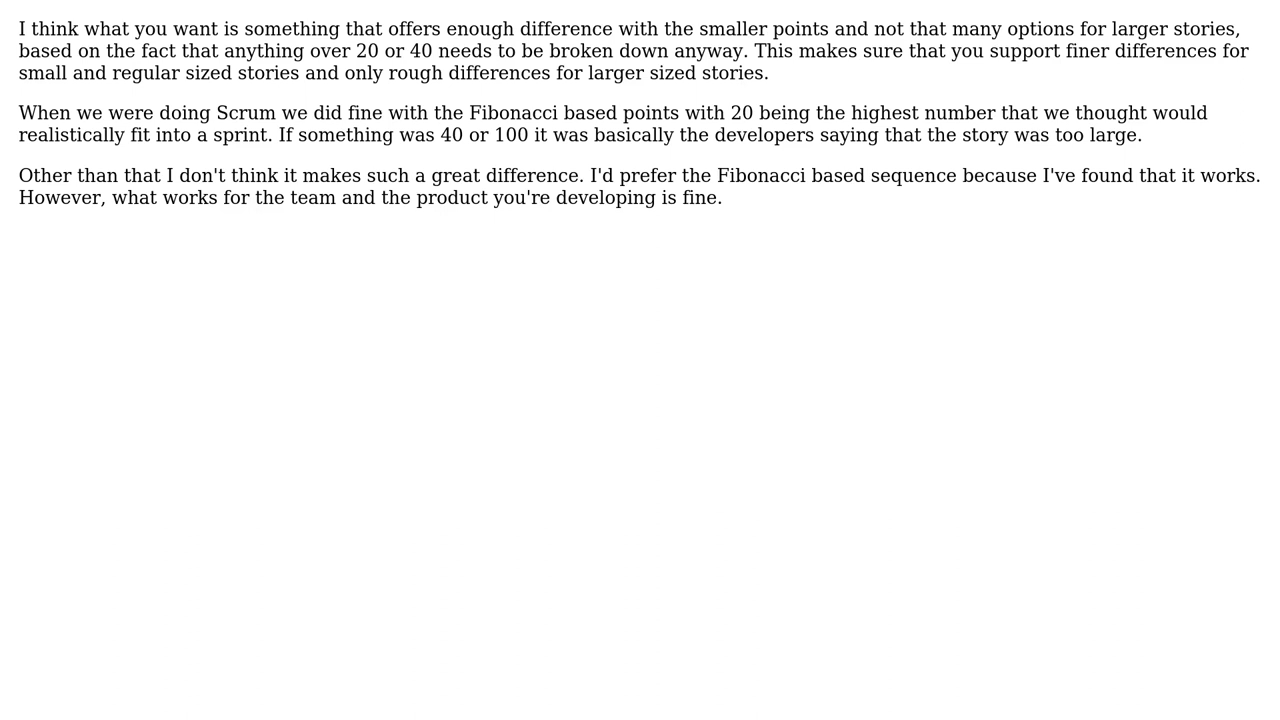 I think what you want is something that offers enough difference with the smaller points and not that many options for larger stories,
based on the fact that anything over 20 or 40 needs to be broken down anyway. This makes sure that you support finer differences for
small and regular sized stories and only rough differences for larger sized stories.
When we were doing Scrum we did fine with the Fibonacci based points with 20 being the highest number that we thought would
realistically fit into a sprint. If something was 40 or 100 it was basically the developers saying that the story was too large.
Other than that I don't think it makes such a great difference. I'd prefer the Fibonacci based sequence because I've found that it works.
However, what works for the team and the product you're developing is fine.